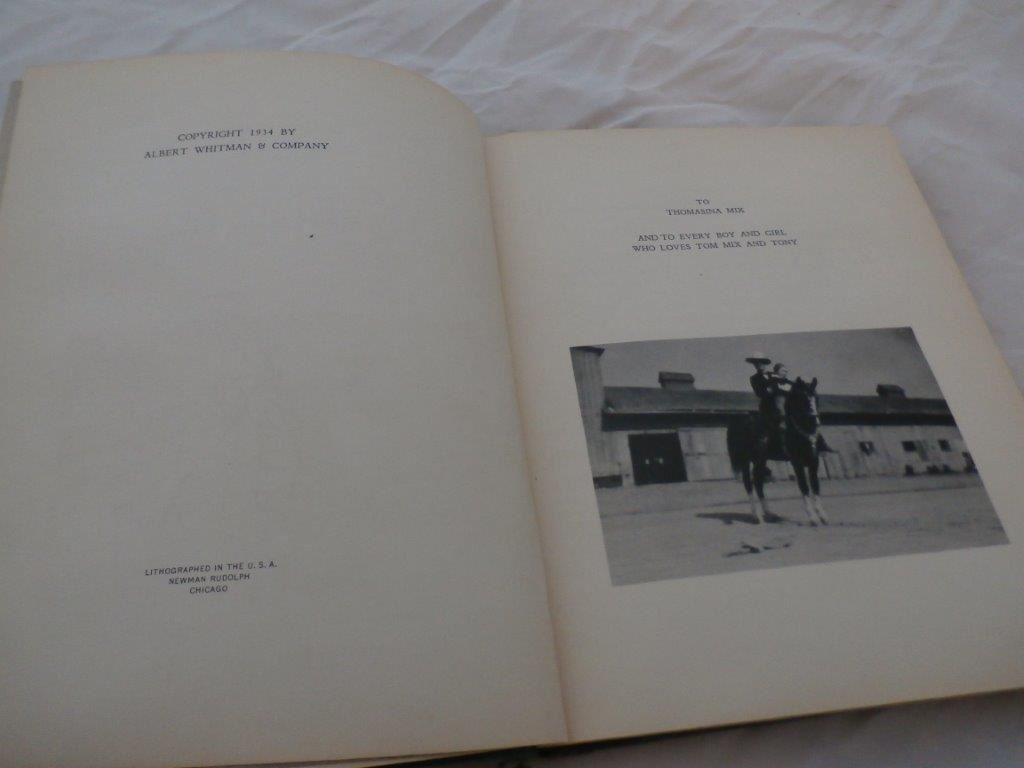 COPYRIGHT 1934 BY
ALBERT WHITMAN & COMPANY
LITHOGRAPHED IN THE U. S. A.
NEWMAN RUDOLPH
CHICAGO
TO
THOMASINA MIX
AND TO EVERY BOY AND GIRL
WHO LOVES TOM MIX AND TONY